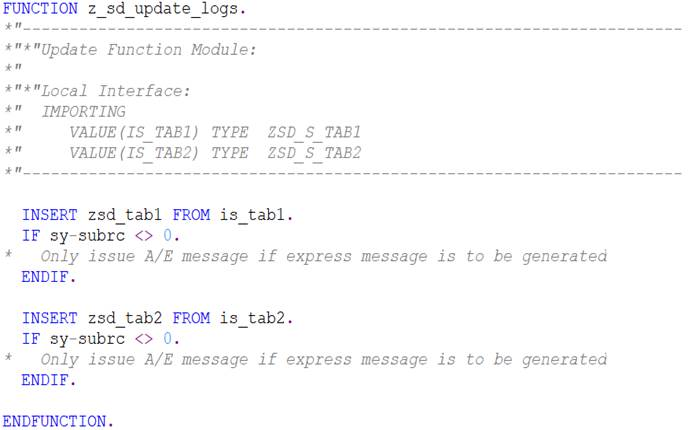 FUNCTION z_sd_update_logs.
*"----------------------------------------------------------------------
*"*"Update Function Module:
*"
*"*"Local Interface:
*"  IMPORTING
*"     VALUE(IS_TAB1) TYPE  ZSD_S_TAB1
*"     VALUE(IS_TAB2) TYPE  ZSD_S_TAB2
*"----------------------------------------------------------------------
  INSERT zsd_tab1 FROM is_tab1.
  IF sy-subrc <> 0.
*   Only issue A/E message if express message is to be generated
  ENDIF.
  INSERT zsd_tab2 FROM is_tab2.
  IF sy-subrc <> 0.
*   Only issue A/E message if express message is to be generated
  ENDIF.
ENDFUNCTION.